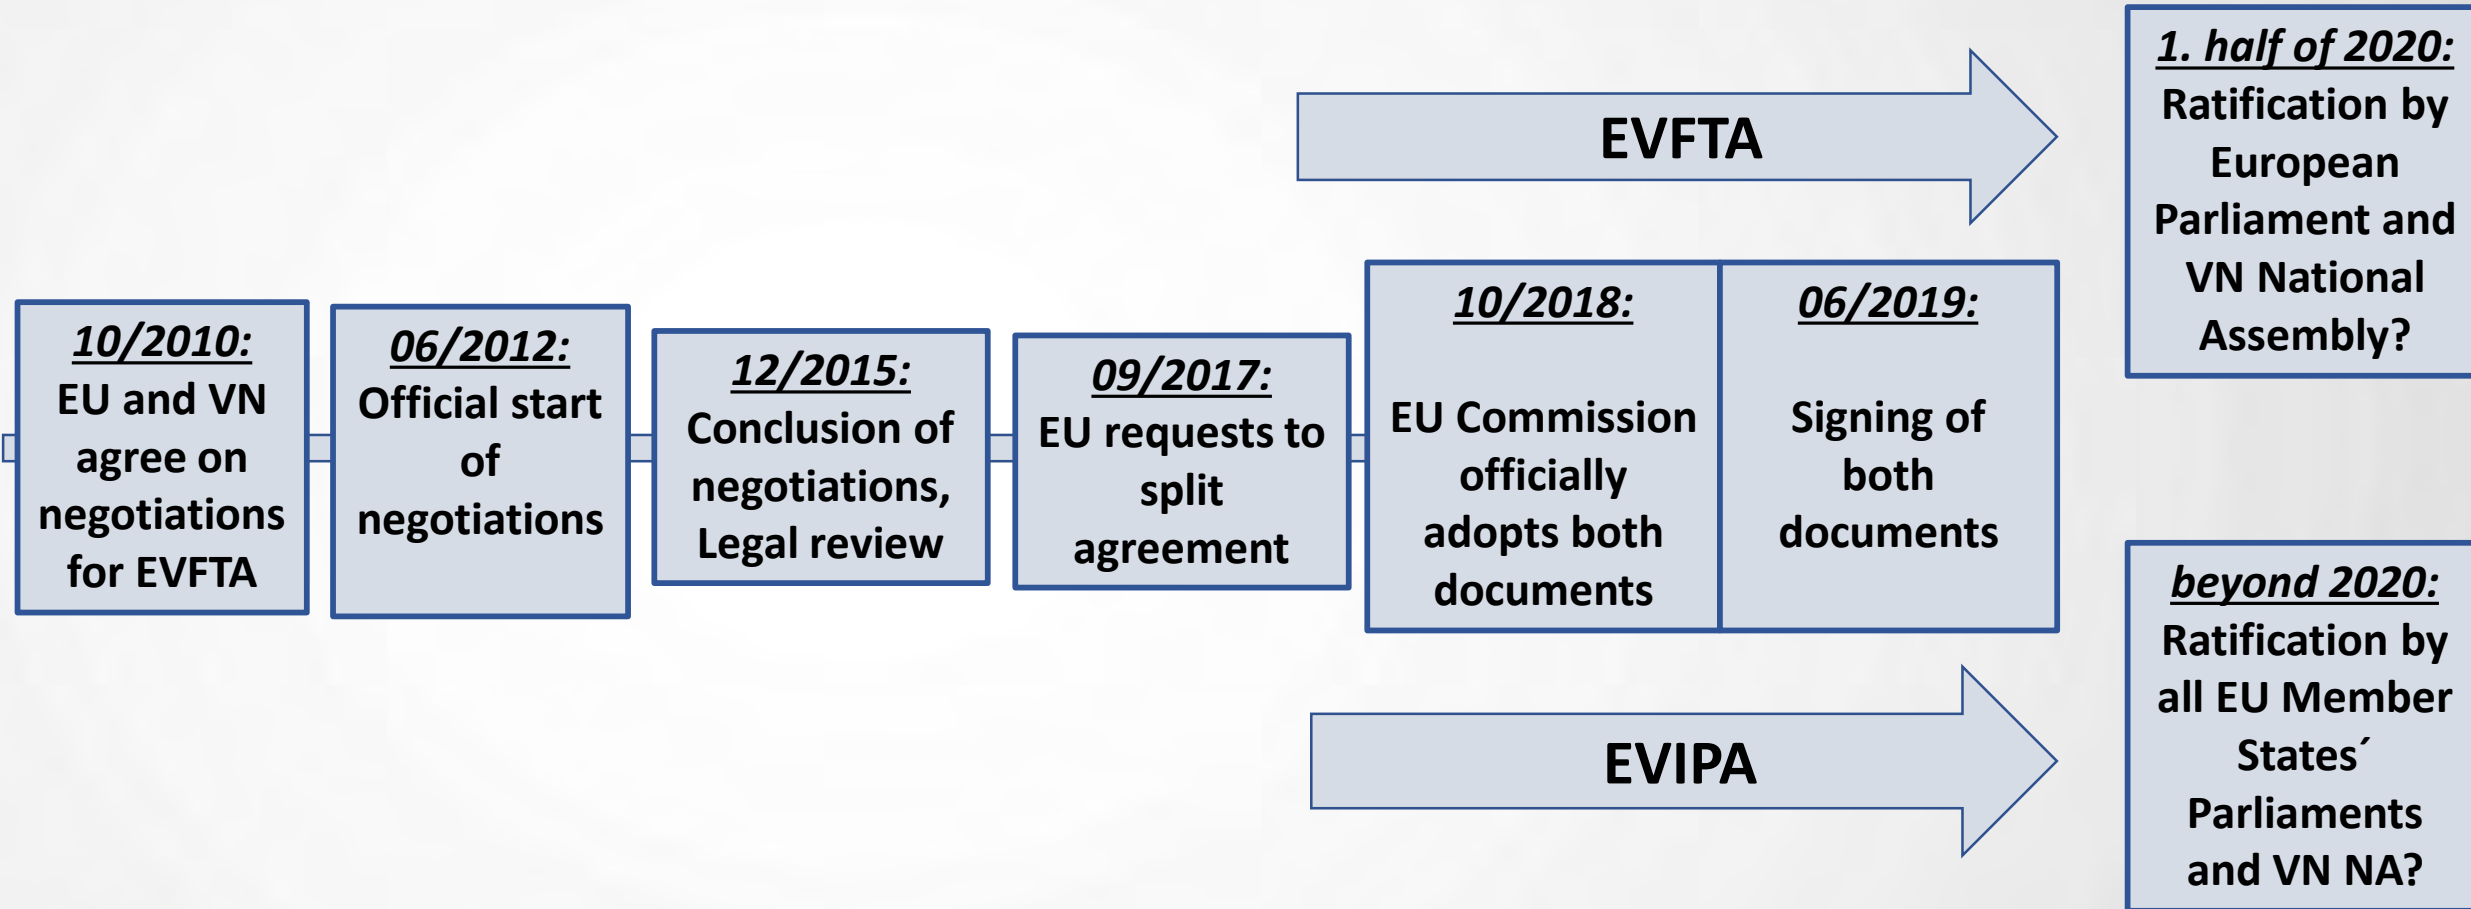 10/2010:
EU and VN
agree on
negotiations
for EVFTA
06/2012:
Official start
of
negotiations
12/2015:
Conclusion of
negotiations,
Legal review
09/2017:
EU requests to
split
agreement
10/2018:
EU Commission
officially
adopts both
documents
06/2019:
Signing of
both
documents
EVFTA
1. half of 2020:
Ratification by
European
Parliament and
VN National
Assembly?
EVIPA
beyond 2020:
Ratification by
all EU Member
States´
Parliaments
and VN NA?